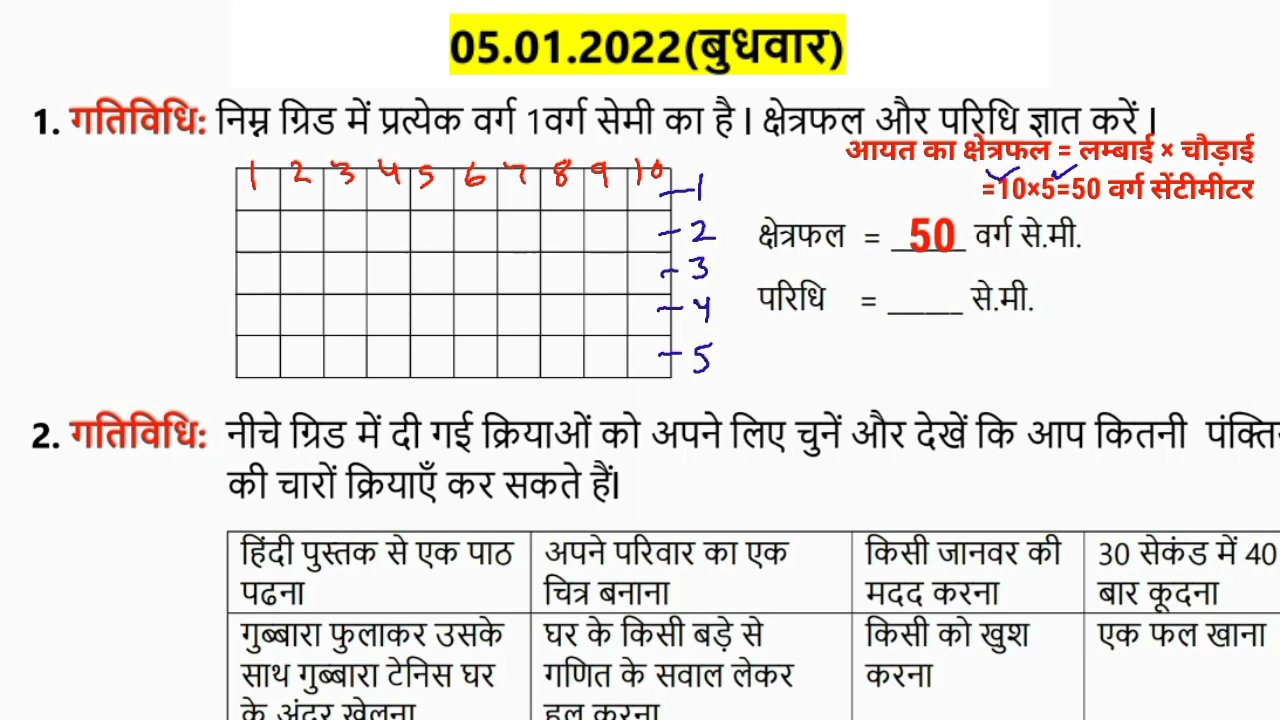 05.01.2022(बुधवार)
1. गतिविधि: निम्न ग्रिड में प्रत्येक वर्ग 1वर्ग सेमी का है। क्षेत्रफल और परिधि ज्ञात करें।
आयत का क्षेत्रफल = लम्बाई × चौड़ाई
=10×5=50 वर्ग सेंटीमीटर
1 2 3 4 5 6 7 8 9 10
1
2
3
4
5
क्षेत्रफल = 50 वर्ग से.मी.
परिधि = _____ से.मी.
2. गतिविधि: नीचे ग्रिड में दी गई क्रियाओं को अपने लिए चुनें और देखें कि आप कितनी
की चारों क्रियाएँ कर सकते हैं।
हिंदी पुस्तक से एक पाठ
पढना
अपने परिवार का एक
चित्र बनाना
किसी जानवर की
मदद करना
30 सेकंड में 40
बार कूदना
गुब्बारा फुलाकर उसके
साथ गुब्बारा टेनिस घर
के अंदर खेलना
घर के किसी बड़े से
गणित के सवाल लेकर
हल करना
किसी को खुश
करना
एक फल खाना